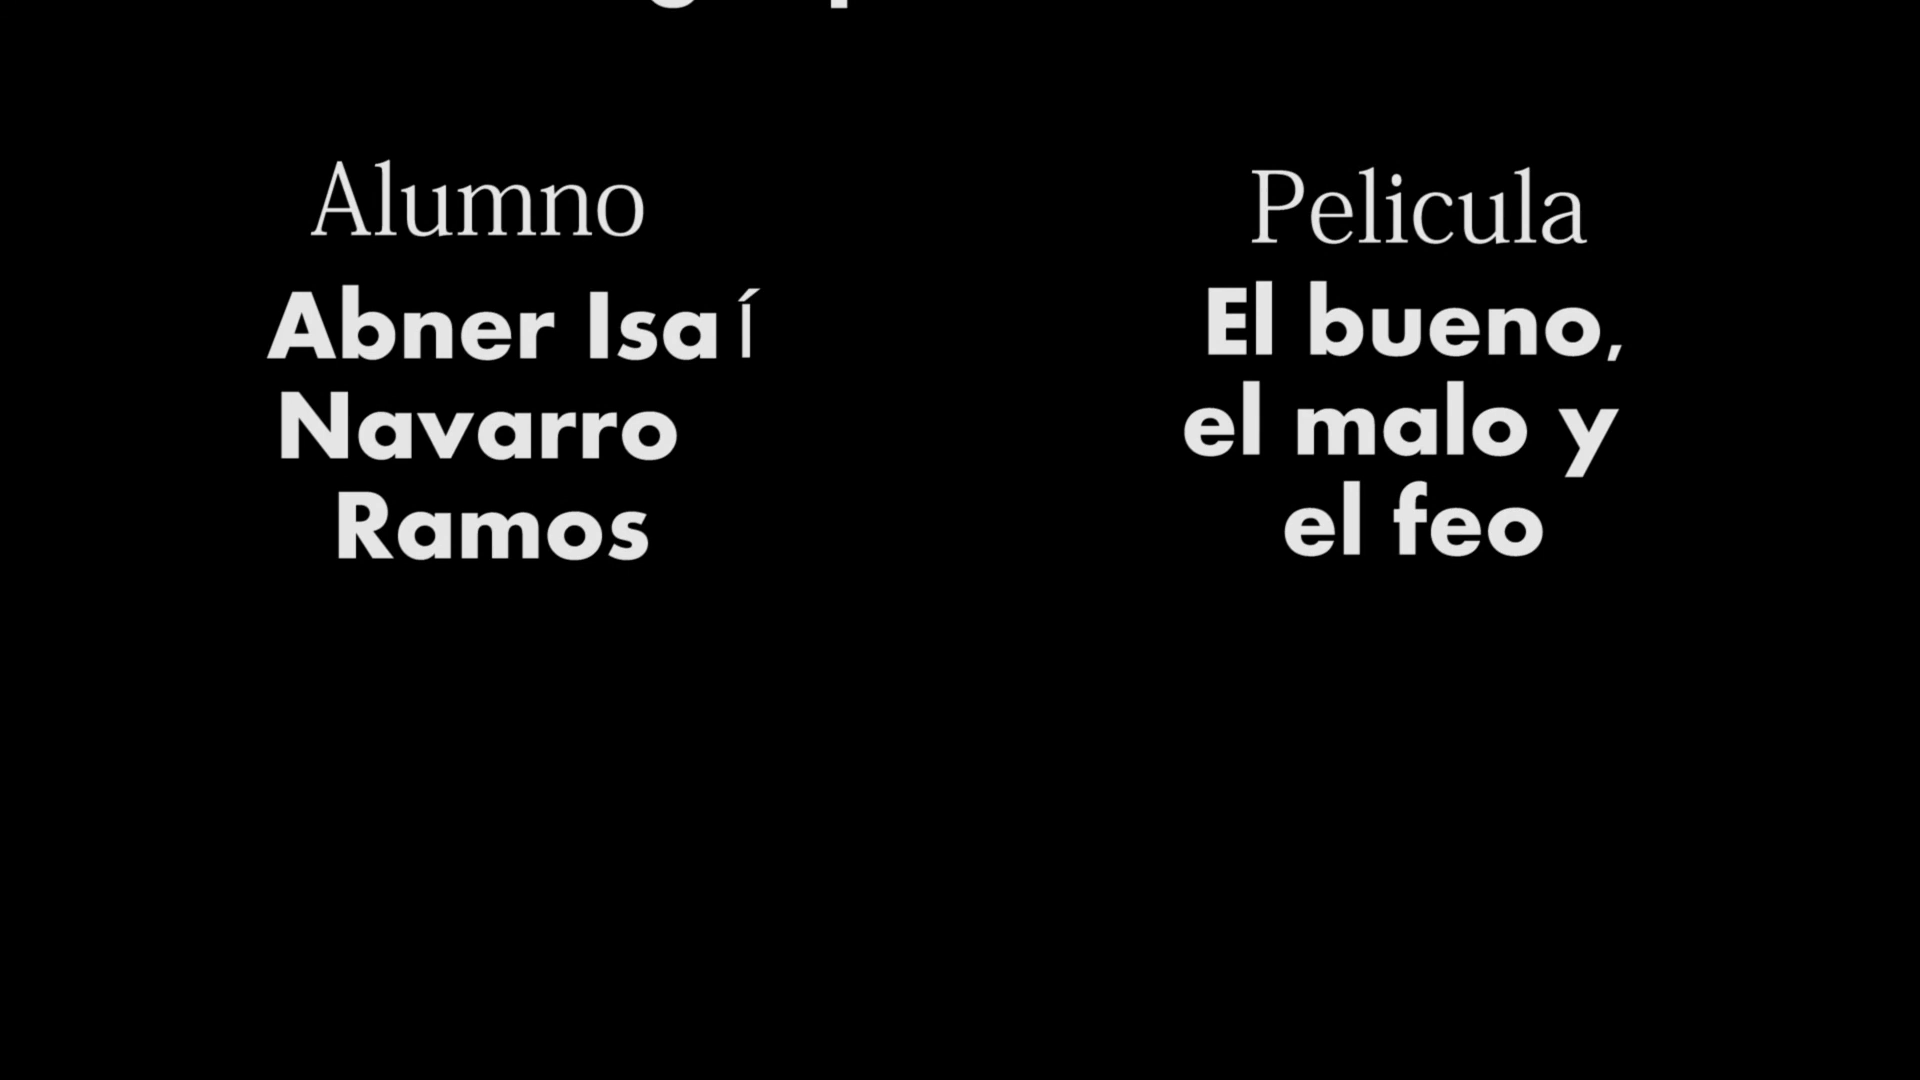 Alumno
Abner Isaí
Navarro
Ramos
Pelicula
El bueno,
el malo y
el feo